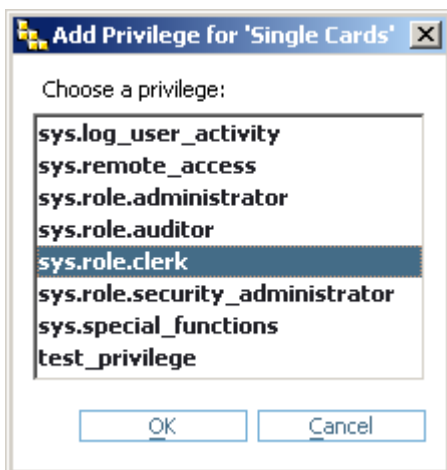 Add Privilege for 'Single Cards'
Choose a privilege:
sys.log_user_activity
sys.remote_access
sys.role.administrator
sys.role.auditor
sys.role.clerk
sys.role.security_administrator
sys.special_functions
test_privilege
OK Cancel